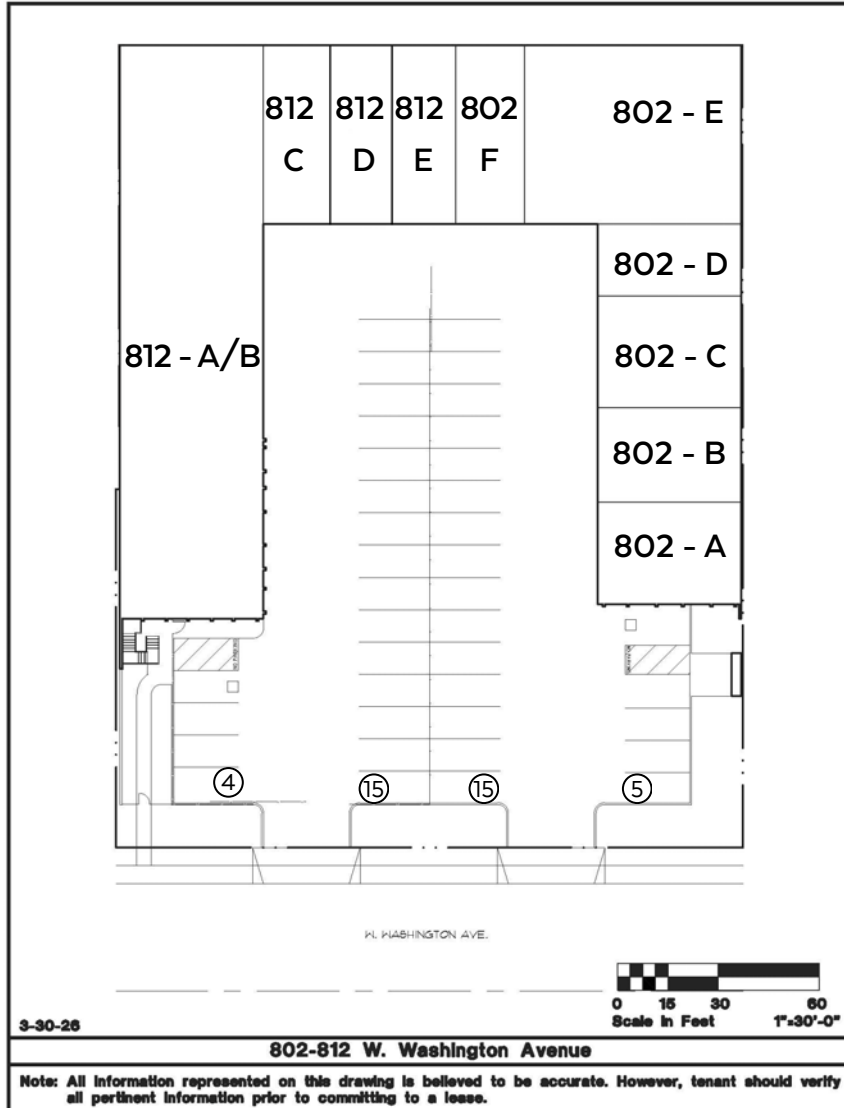 812
C
812
D
812
E
802
F
802 - E
802 - D
812 - A/B
802 - C
802 - B
802 - A
4
15
15
5
W. WASHINGTON AVE.
0 15 30 60
Scale In Feet 1"=30'-0"
3-30-26
802-812 W. Washington Avenue
Note: All information represented on this drawing is believed to be accurate. However, tenant should verify
all pertinent information prior to committing to a lease.